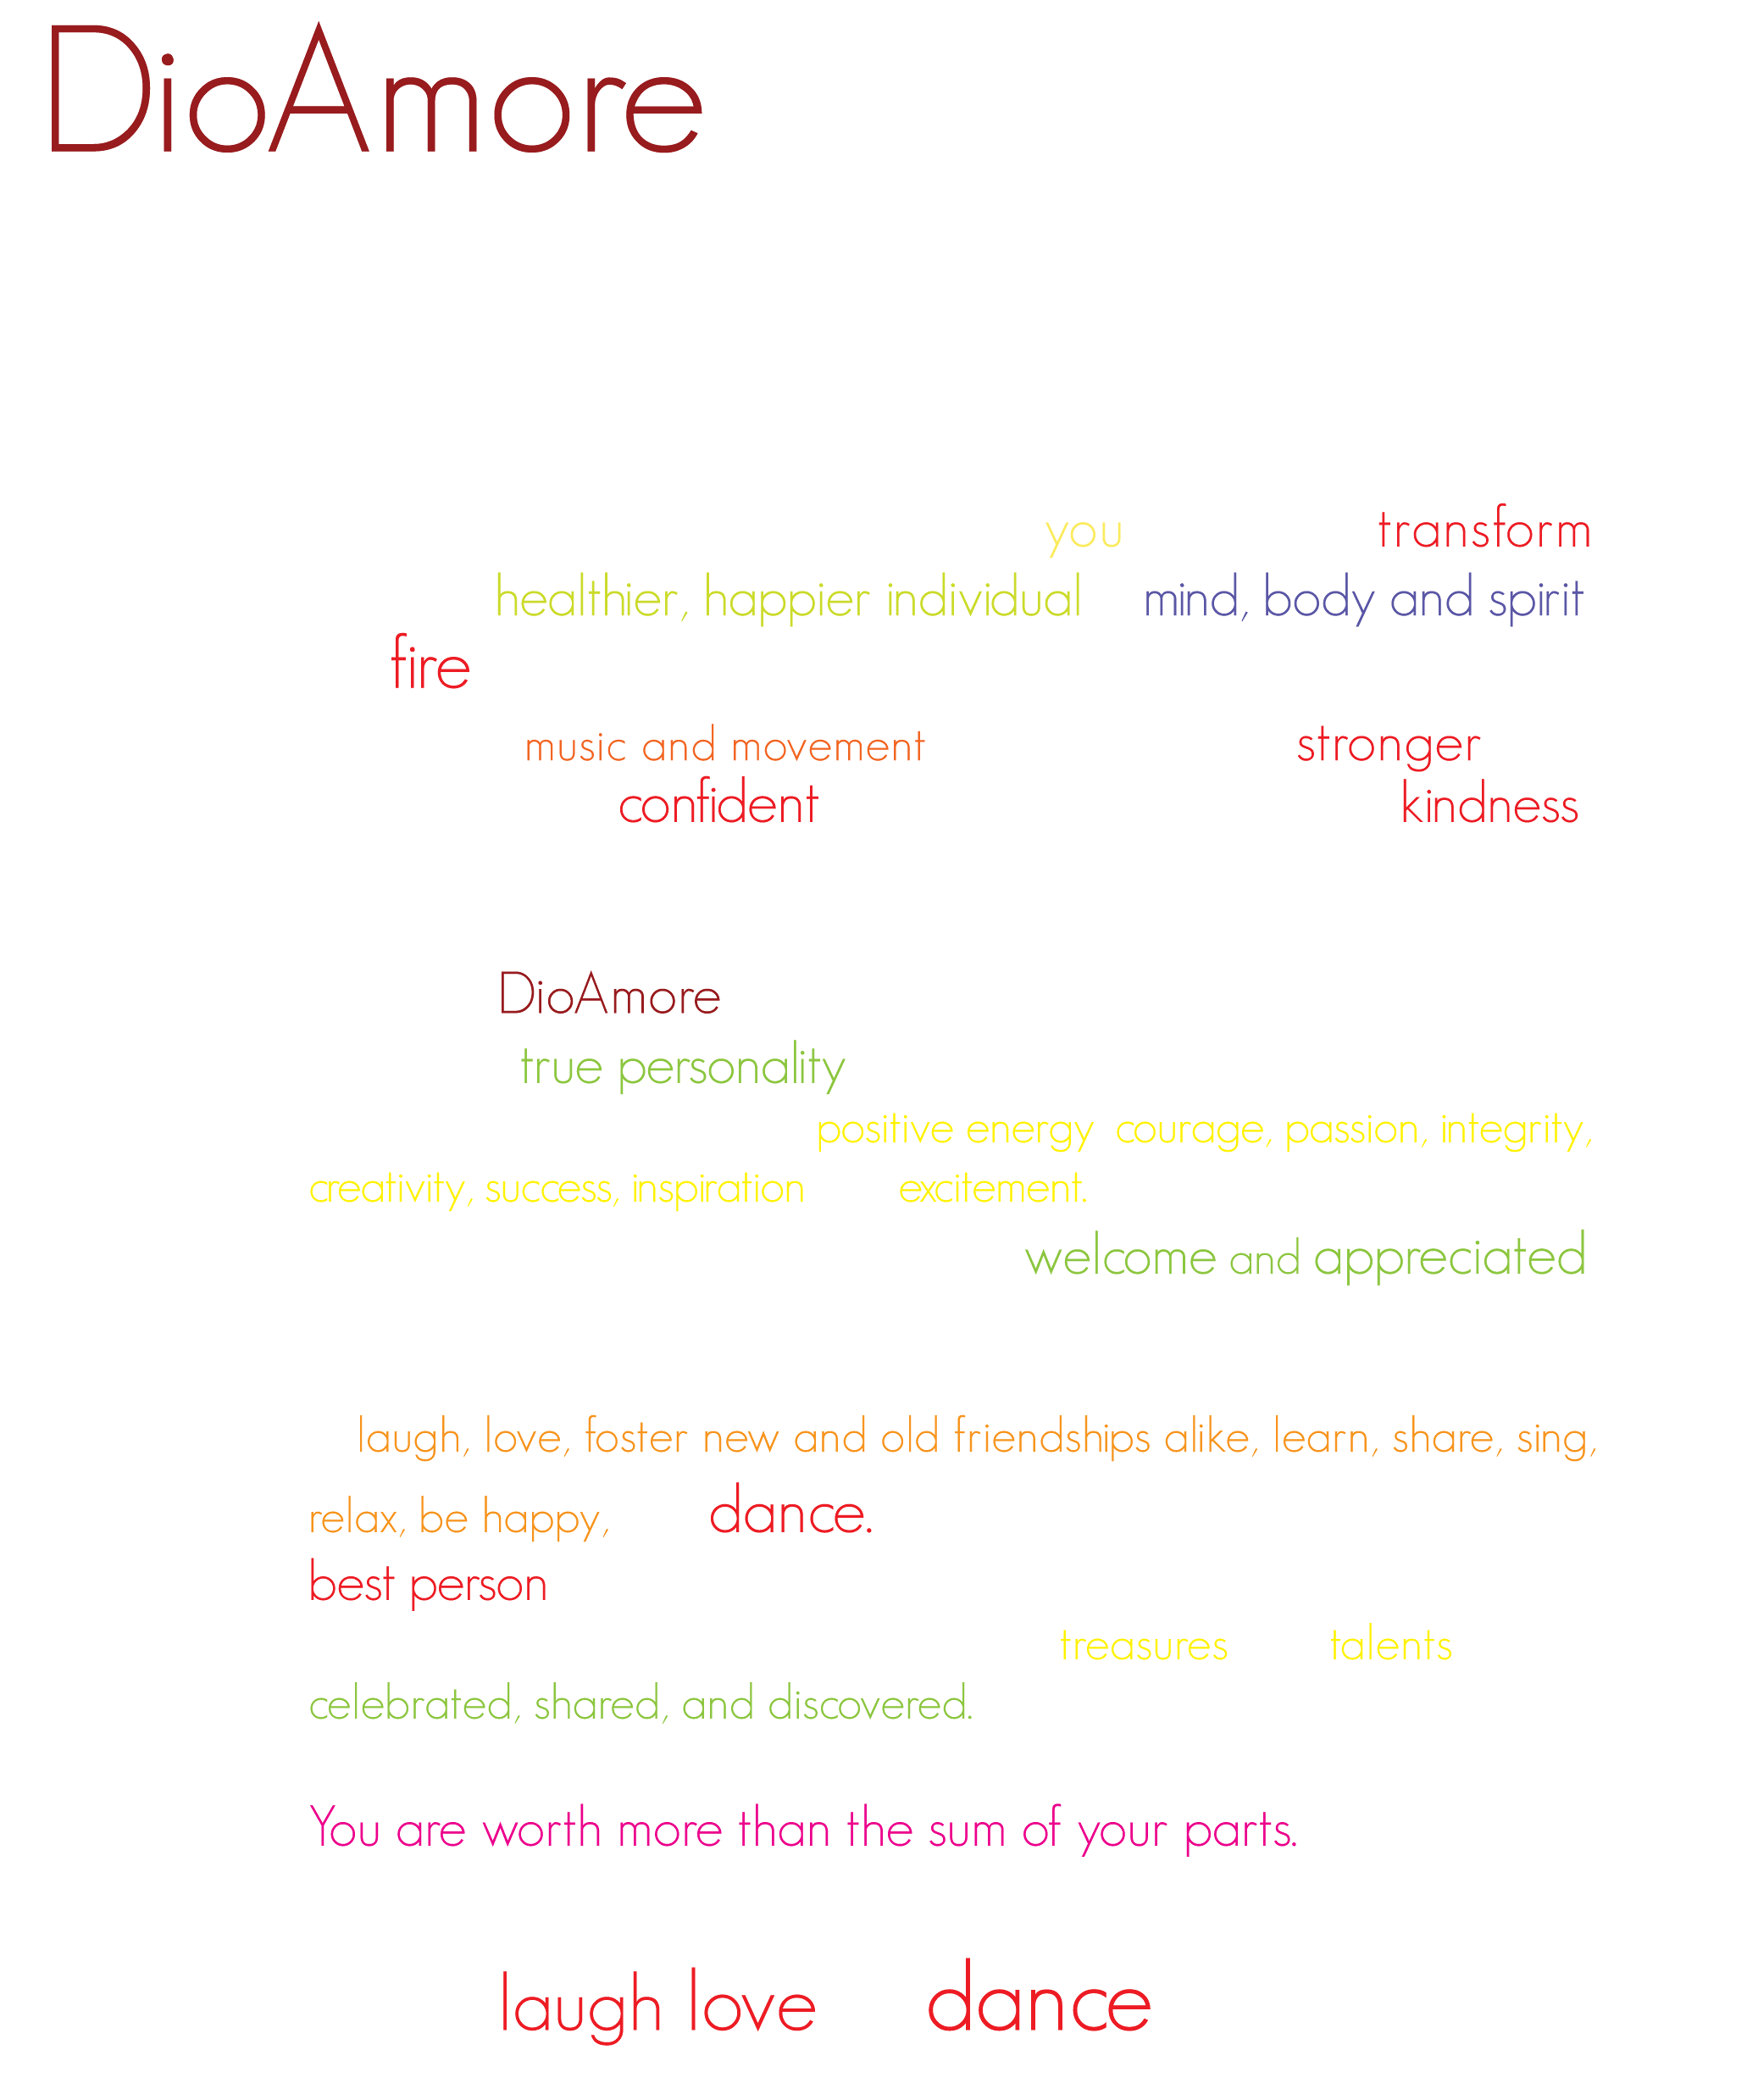 DioAmore
you transform
healthier, happier individual mind, body and spirit
fire
music and movement stronger
confident kindness
DioAmore
true personality
positive energy courage, passion, integrity,
creativity, success, inspiration excitement.
welcome and appreciated
laugh, love, foster new and old friendships alike, learn, share, sing,
relax, be happy, dance.
best person
treasures talents
celebrated, shared, and discovered.
You are worth more than the sum of your parts.
laugh love dance